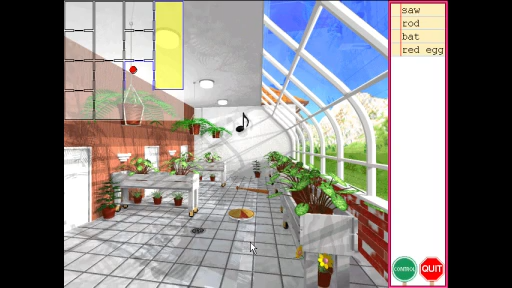 saw
rod
bat
red egg
CONTROL
QUIT